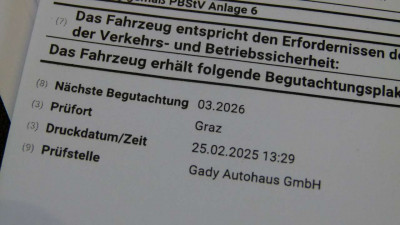 gemäß PBStV Anlage 6
(7) Das Fahrzeug entspricht den Erfordernissen
der Verkehrs- und Betriebssicherheit:
Das Fahrzeug erhält folgende
(8) Nächste Begutachtung 03.2026
(3) Prüfort Graz
(3) Druckdatum/Zeit 25.02.2025 13:29
(9) Prüfstelle Gady Autohaus GmbH